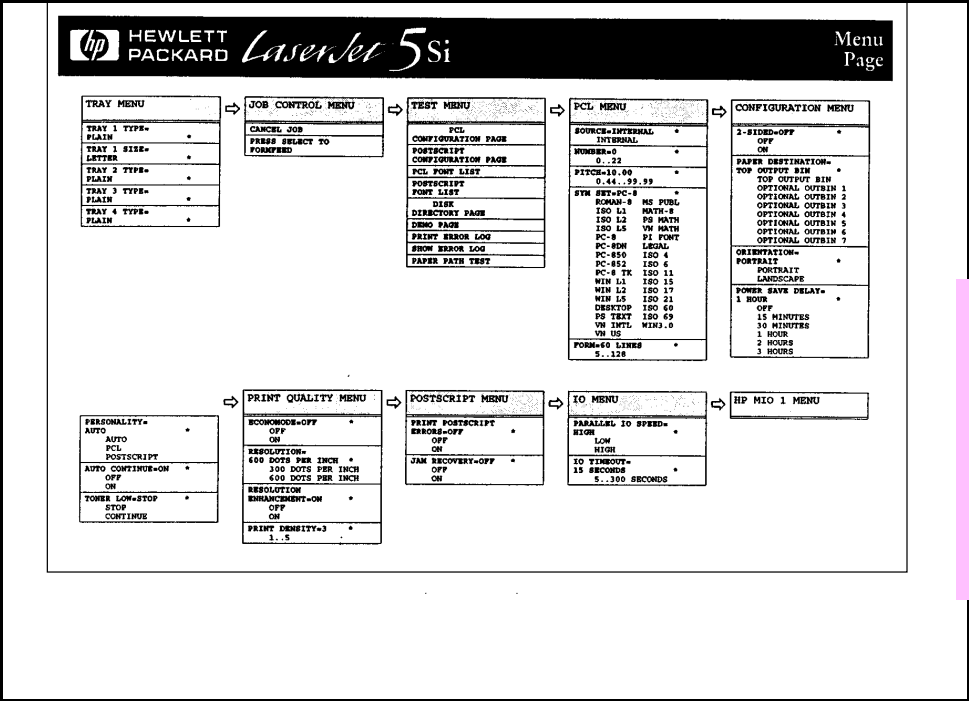 hp HEWLETT PACKARD LaserJet 5Si
Menu
Page
TRAY MENU
TRAY 1 TYPE=
PLAIN *
TRAY 1 SIZE=
LETTER *
TRAY 2 TYPE=
PLAIN *
TRAY 3 TYPE=
PLAIN *
TRAY 4 TYPE=
PLAIN *
JOB CONTROL MENU
CANCEL JOB
PRESS SELECT TO
FORMFEED
TEST MENU
PCL
CONFIGURATION PAGE
POSTSCRIPT
CONFIGURATION PAGE
PCL FONT LIST
POSTSCRIPT
FONT LIST
DISK
DIRECTORY PAGE
DEMO PAGE
PRINT ERROR LOG
SHOW ERROR LOG
PAPER PATH TEST
PCL MENU
SOURCE=INTERNAL *
INTERNAL
NUMBER=0 *
0..22
PITCH=10.00 *
0.44..99.99
SYM SET=PC-8 *
ROMAN-8 MS PUBL
ISO L1 MATH-8
ISO L2 PS MATH
ISO L5 VN MATH
PC-8 PI FONT
PC-8DN LEGAL
PC-850 ISO 4
PC-852 ISO 6
PC-8 TK ISO 11
WIN L1 ISO 15
WIN L2 ISO 17
WIN L5 ISO 21
DESKTOP ISO 60
PS TEXT ISO 69
VN INTL WIN3.0
VN US
FORM=60 LINES *
5..128
CONFIGURATION MENU
2-SIDED=OFF *
OFF
ON
PAPER DESTINATION=
TOP OUTPUT BIN *
TOP OUTPUT BIN
OPTIONAL OUTBIN 1
OPTIONAL OUTBIN 2
OPTIONAL OUTBIN 3
OPTIONAL OUTBIN 4
OPTIONAL OUTBIN 5
OPTIONAL OUTBIN 6
OPTIONAL OUTBIN 7
ORIENTATION=
PORTRAIT *
PORTRAIT
LANDSCAPE
POWER SAVE DELAY=
1 HOUR *
OFF
15 MINUTES
30 MINUTES
1 HOUR
2 HOURS
3 HOURS
PERSONALITY=
AUTO *
AUTO
PCL
POSTSCRIPT
AUTO CONTINUE=ON *
OFF
ON
TONER LOW=STOP *
STOP
CONTINUE
PRINT QUALITY MENU
ECONOMODE=OFF *
OFF
ON
RESOLUTION=
600 DOTS PER INCH *
300 DOTS PER INCH
600 DOTS PER INCH
RESOLUTION
ENHANCEMENT=ON *
OFF
ON
PRINT DENSITY=3 *
1..5
POSTSCRIPT MENU
PRINT POSTSCRIPT
ERRORS=OFF *
OFF
ON
JAM RECOVERY=OFF *
OFF
ON
IO MENU
PARALLEL IO SPEED=
HIGH *
LOW
HIGH
IO TIMEOUT=
15 SECONDS *
5..300 SECONDS
HP MIO 1 MENU